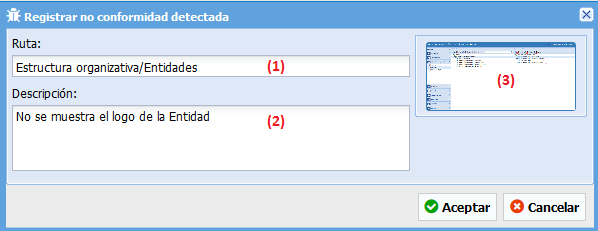 Registrar no conformidad detectada
Ruta:
Estructura organizativa/Entidades (1)
Descripción:
No se muestra el logo de la Entidad (2)
(3)
Aceptar
Cancelar